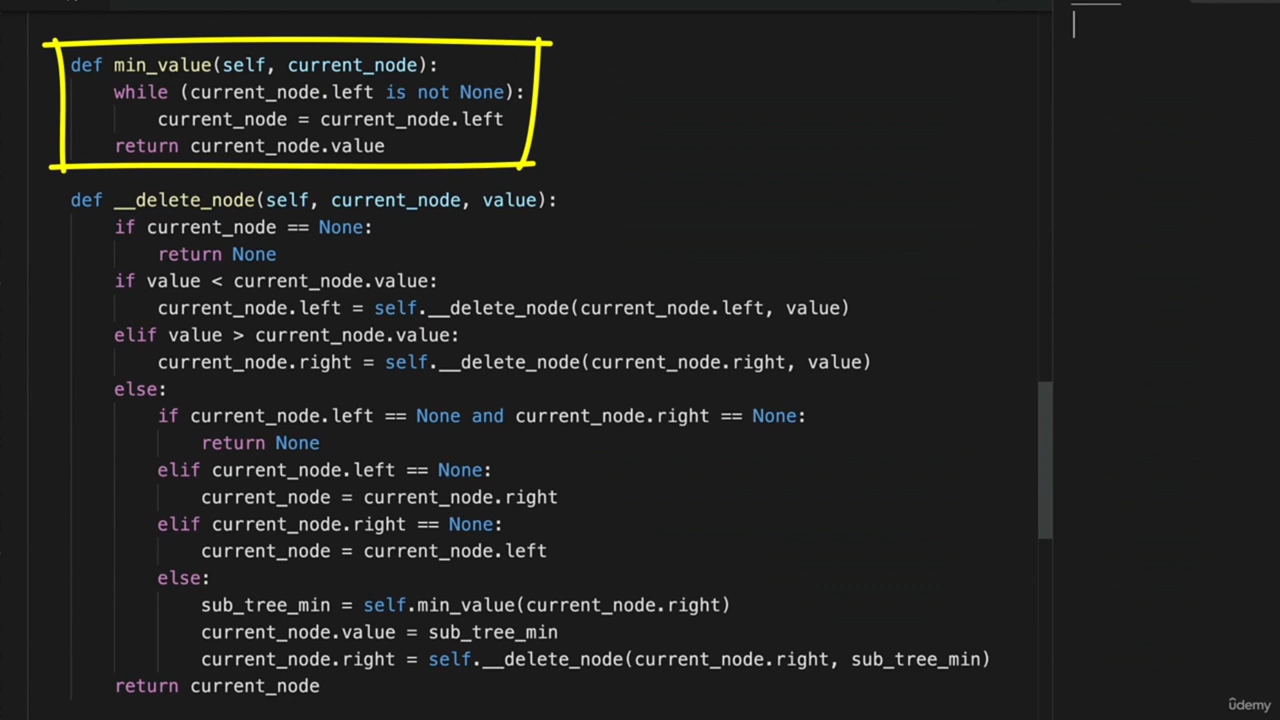 def min_value(self, current_node):
    while (current_node.left is not None):
        current_node = current_node.left
    return current_node.value
def __delete_node(self, current_node, value):
    if current_node == None:
        return None
    if value < current_node.value:
        current_node.left = self.__delete_node(current_node.left, value)
    elif value > current_node.value:
        current_node.right = self.__delete_node(current_node.right, value)
    else:
        if current_node.left == None and current_node.right == None:
            return None
        elif current_node.left == None:
            current_node = current_node.right
        elif current_node.right == None:
            current_node = current_node.left
        else:
            sub_tree_min = self.min_value(current_node.right)
            current_node.value = sub_tree_min
            current_node.right = self.__delete_node(current_node.right, sub_tree_min)
    return current_node
ûdemy